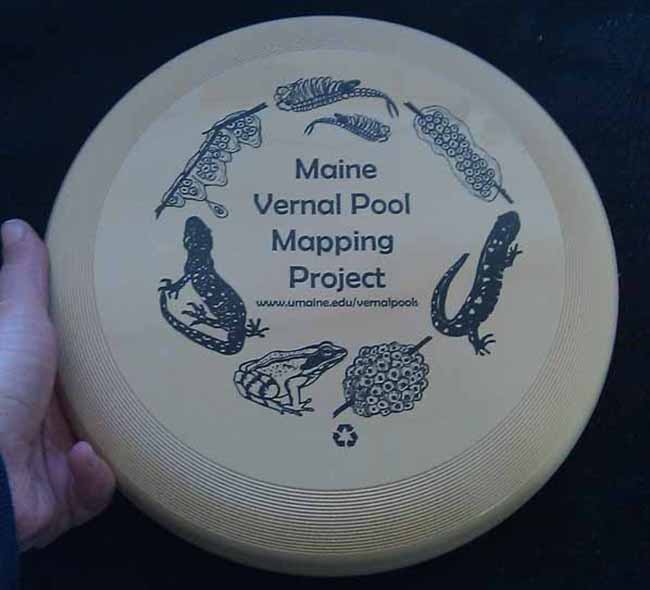 Maine
Vernal Pool
Mapping
Project
www.umaine.edu/vernalpools